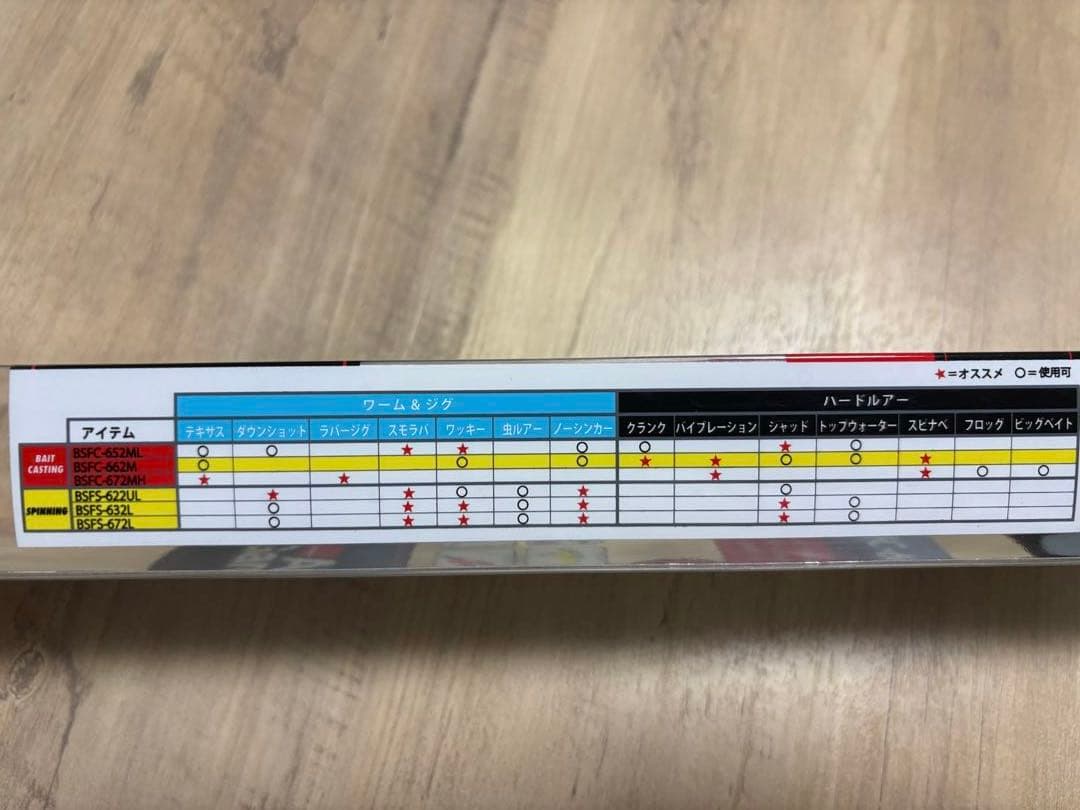 ★=オススメ ○=使用可
ワーム & ジグ ハードルアー
アイテム テキサス ダウンショット ラバージグ スモラバ ワッキー 虫ルアー ノーシンカー クランク バイブレーション シャッド トップウォーター スピナベ フロッグ ビッグベイト
BAIT CASTING
BSFC-652ML ○ ○ ★ ★ ○ ○ ★ ○
BSFC-662M ○ ○ ○ ★ ★ ○ ○ ★
BSFC-672MH ★ ★ ★ ★ ○ ○
SPINNING
BSFS-622UL ★ ★ ○ ○ ★ ○
BSFS-632L ○ ★ ★ ○ ★ ★ ○
BSFS-672L ○ ★ ★ ○ ★ ★ ○